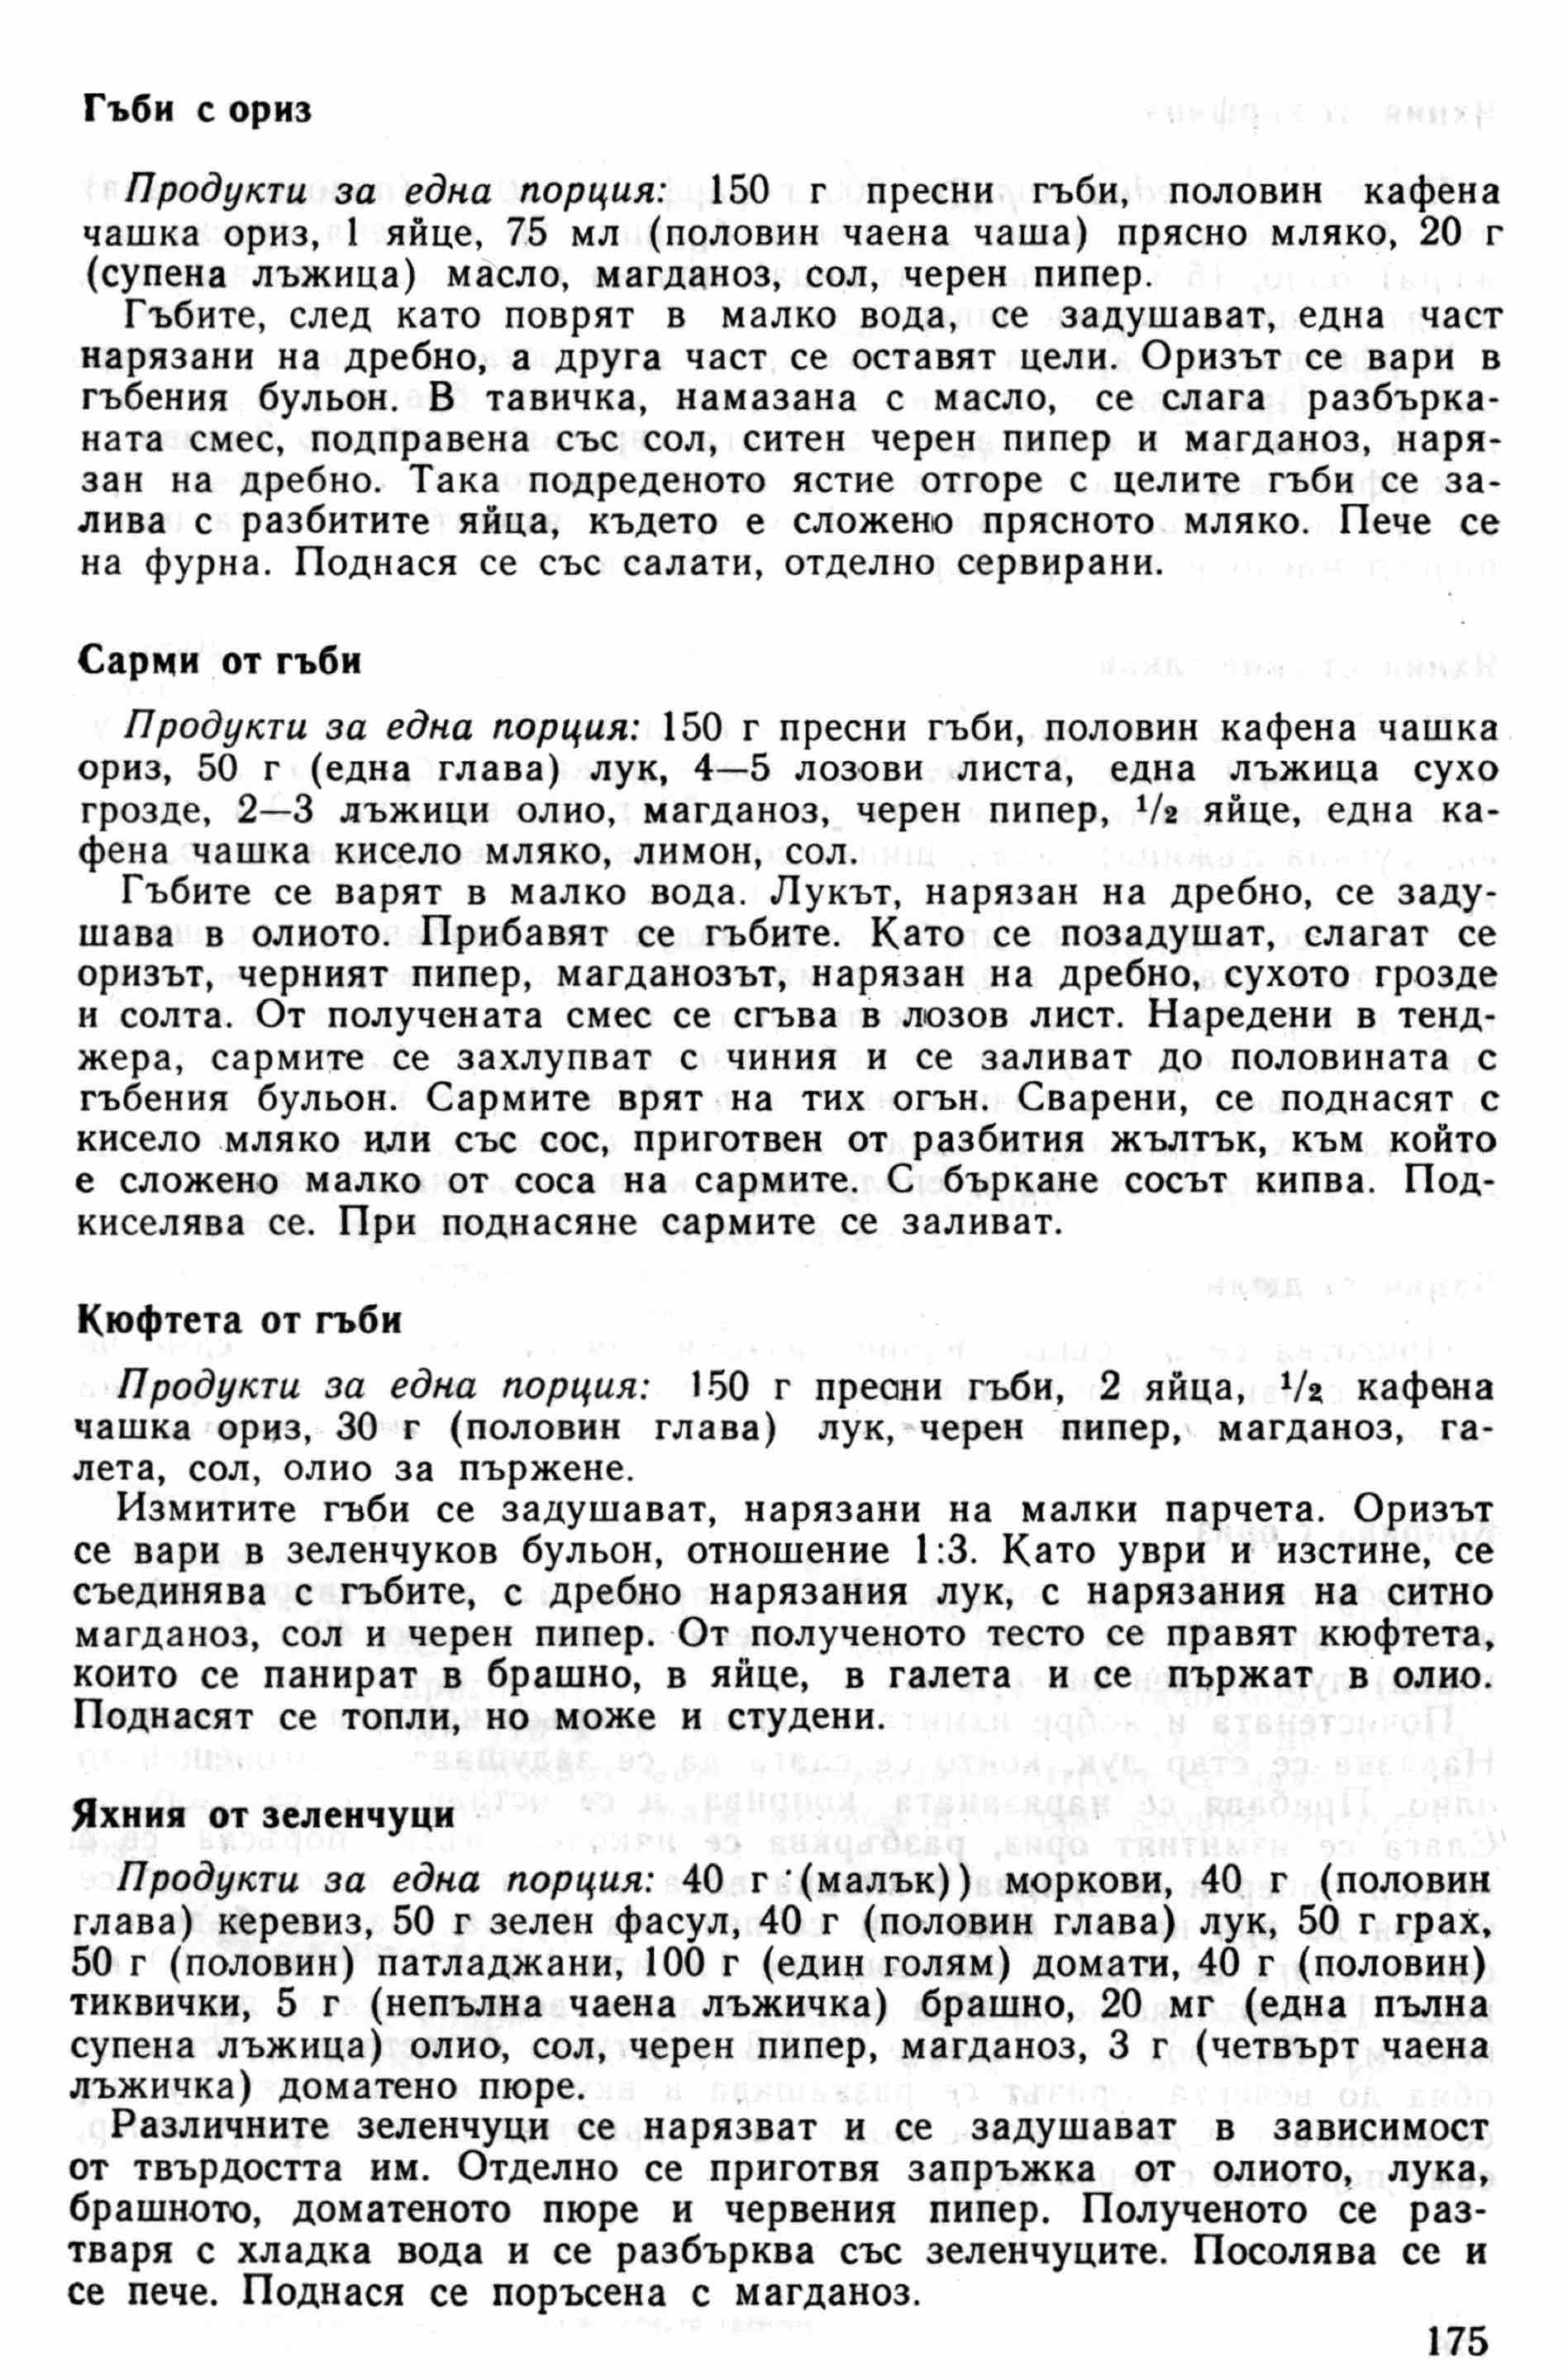 Гъби с ориз
Продукти за една порция: 150 г пресни гъби, половин кафена
чашка ориз, 1 яйце, 75 мл (половин чаена чаша) прясно мляко, 20 г
(супена лъжица) масло, магданоз, сол, черен пипер.
Гъбите, след като поврят в малко вода, се задушават, една част
нарязани на дребно, а друга част се оставят цели. Оризът се вари в
гъбения бульон. В тавичка, намазана с масло, се слага разбърка-
ната смес, подправена със сол, ситен черен пипер и магданоз, наря-
зан на дребно. Така подреденото ястие отгоре с целите гъби се за-
лива с разбитите яйца, където е сложено прясното мляко. Пече се
на фурна. Поднася се със салати, отделно сервирани.
Сарми от гъби
Продукти за една порция: 150 г пресни гъби, половин кафена чашка
ориз, 50 г (една глава) лук, 4—5 лозови листа, една лъжица сухо
грозде, 2—3 лъжици олио, магданоз, черен пипер, 1/2 яйце, една ка-
фена чашка кисело мляко, лимон, сол.
Гъбите се варят в малко вода. Лукът, нарязан на дребно, се заду-
шава в олиото. Прибавят се гъбите. Като се позадушат, слагат се
оризът, черният пипер, магданозът, нарязан на дребно, сухото грозде
и солта. От получената смес се сгъва в лозов лист. Наредени в тенд-
жера, сармите се захлупват с чиния и се заливат до половината с
гъбения бульон. Сармите врят на тих огън. Сварени, се поднасят с
кисело мляко или със сос, приготвен от разбития жълтък, към който
е сложено малко от соса на сармите. С бъркане сосът кипва. Под-
киселява се. При поднасяне сармите се заливат.
Кюфтета от гъби
Продукти за една порция: 150 г пресни гъби, 2 яйца, 1/2 кафена
чашка ориз, 30 г (половин глава) лук, черен пипер, магданоз, га-
лета, сол, олио за пържене.
Измитите гъби се задушават, нарязани на малки парчета. Оризът
се вари в зеленчуков бульон, отношение 1:3. Като уври и изстине, се
съединява с гъбите, с дребно нарязания лук, с нарязания на ситно
магданоз, сол и черен пипер. От полученото тесто се правят кюфтета,
които се панират в брашно, в яйце, в галета и се пържат в олио.
Поднасят се топли, но може и студени.
Яхния от зеленчуци
Продукти за една порция: 40 г (малък)) моркови, 40 г (половин
глава) керевиз, 50 г зелен фасул, 40 г (половин глава) лук, 50 г грах,
50 г (половин) патладжани, 100 г (един голям) домати, 40 г (половин)
тиквички, 5 г (непълна чаена лъжичка) брашно, 20 мг (една пълна
супена лъжица) олио, сол, черен пипер, магданоз, 3 г (четвърт чаена
лъжичка) доматено пюре.
Различните зеленчуци се нарязват и се задушават в зависимост
от твърдостта им. Отделно се приготвя запръжка от олиото, лука,
брашното, доматеното пюре и червения пипер. Полученото се раз-
тваря с хладка вода и се разбърква със зеленчуците. Посолява се и
се пече. Поднася се поръсена с магданоз.
175